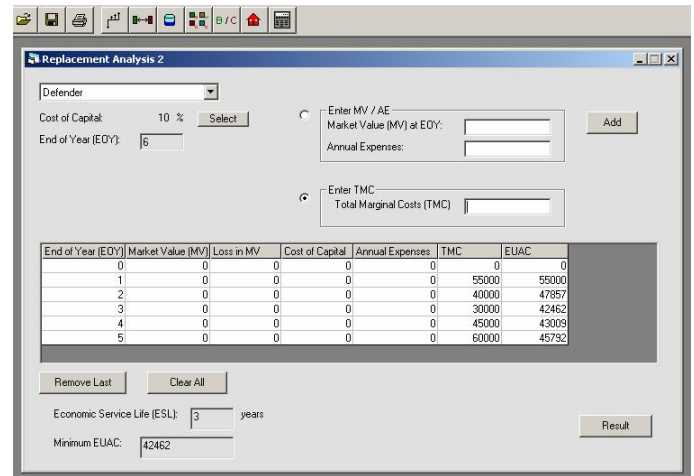 B/C
Replacement Analysis 2
Defender
Cost of Capital: 10 % Select
End of Year (EOY): 6
Enter MV / AE
Market Value (MV) at EOY:
Annual Expenses:
Add
Enter TMC
Total Marginal Costs (TMC)
End of Year (EOY) Market Value (MV) Loss in MV Cost of Capital Annual Expenses TMC EUAC
0 0 0 0 0 0 0
1 0 0 0 0 55000 55000
2 0 0 0 0 40000 47857
3 0 0 0 0 30000 42462
4 0 0 0 0 45000 43009
5 0 0 0 0 60000 45792
Remove Last Clear All
Economic Service Life (ESL): 3 years
Result
Minimum EUAC: 42462